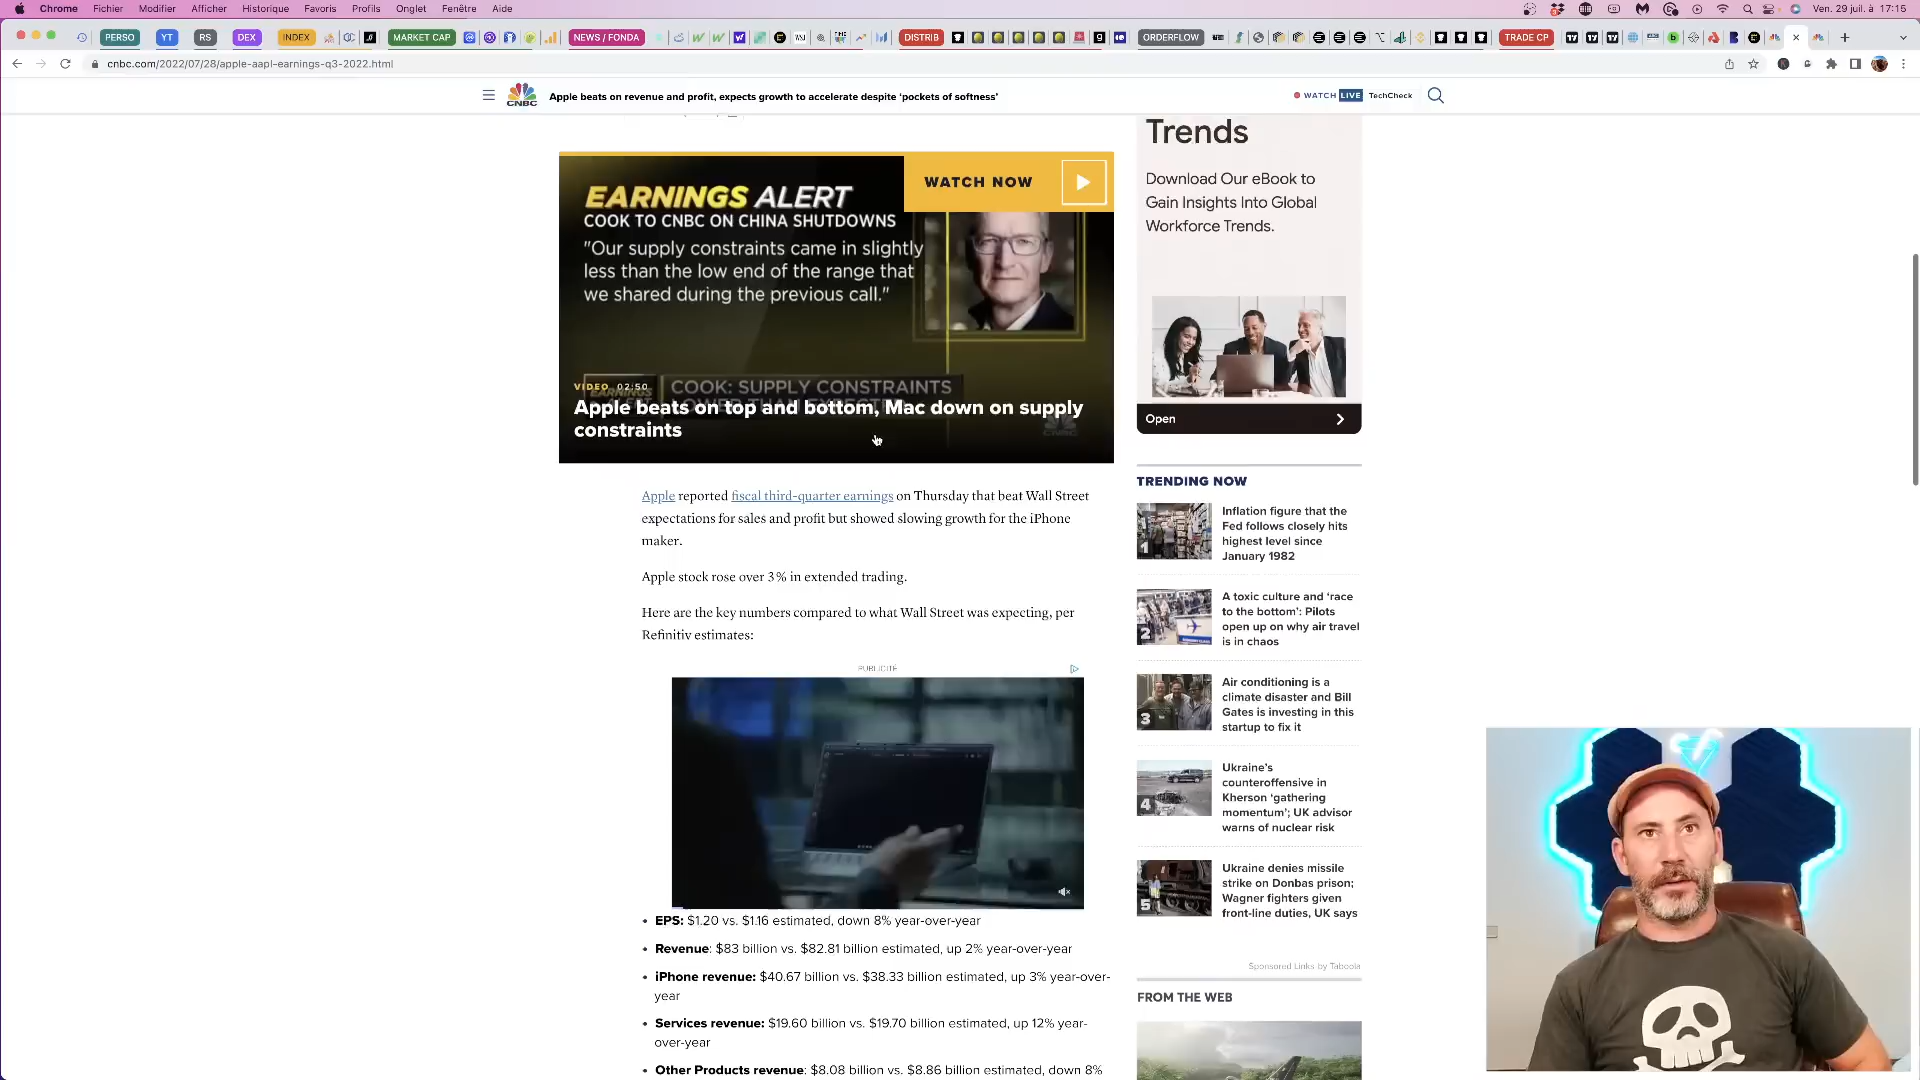 Chrome Fichier Modifier Afficher Historique Favoris Profils Onglet Fenêtre Aide
Ven. 29 juil. à 17:15
PERSO YT RS DEX INDEX MARKET CAP NEWS / FONDA DISTRIB ORDERFLOW TRADE CP
cnbc.com/2022/07/28/apple-aapl-earnings-q3-2022.html
CNBC
Apple beats on revenue and profit, expects growth to accelerate despite ‘pockets of softness’
WATCH LIVE TechCheck
WATCH NOW
EARNINGS ALERT
COOK TO CNBC ON CHINA SHUTDOWNS
"Our supply constraints came in slightly
less than the low end of the range that
we shared during the previous call."
VIDEO 02:50
COOK: SUPPLY CONSTRAINTS
Apple beats on top and bottom, Mac down on supply
constraints
Apple reported fiscal third-quarter earnings on Thursday that beat Wall Street
expectations for sales and profit but showed slowing growth for the iPhone
maker.
Apple stock rose over 3% in extended trading.
Here are the key numbers compared to what Wall Street was expecting, per
Refinitiv estimates:
PUBLICITÉ
• EPS: $1.20 vs. $1.16 estimated, down 8% year-over-year
• Revenue: $83 billion vs. $82.81 billion estimated, up 2% year-over-year
• iPhone revenue: $40.67 billion vs. $38.33 billion estimated, up 3% year-over-
year
• Services revenue: $19.60 billion vs. $19.70 billion estimated, up 12% year-
over-year
• Other Products revenue: $8.08 billion vs. $8.86 billion estimated, down 8%
Trends
Download Our eBook to
Gain Insights Into Global
Workforce Trends.
Open
TRENDING NOW
1
Inflation figure that the
Fed follows closely hits
highest level since
January 1982
2
A toxic culture and ‘race
to the bottom’: Pilots
open up on why air travel
is in chaos
3
Air conditioning is a
climate disaster and Bill
Gates is investing in this
startup to fix it
4
Ukraine’s
counteroffensive in
Kherson ‘gathering
momentum’; UK advisor
warns of nuclear risk
5
Ukraine denies missile
strike on Donbas prison;
Wagner fighters given
front-line duties, UK says
Sponsored Links by Taboola
FROM THE WEB